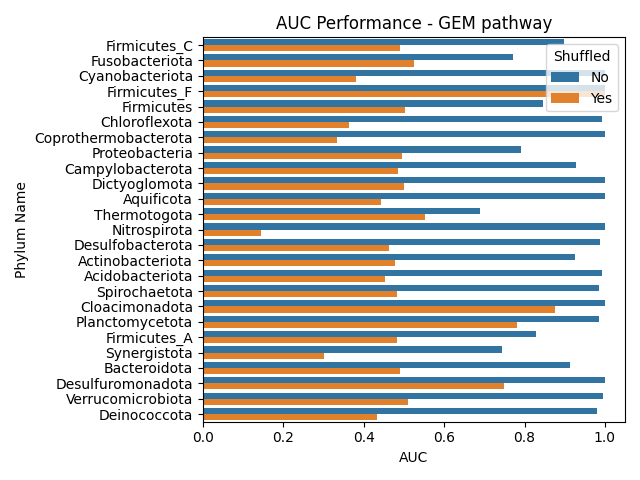 AUC Performance - GEM pathway
Shuffled
No
Yes
Phylum Name
Firmicutes_C
Fusobacteriota
Cyanobacteriota
Firmicutes_F
Firmicutes
Chloroflexota
Coprothermobacterota
Proteobacteria
Campylobacterota
Dictyoglomota
Aquificota
Thermotogota
Nitrospirota
Desulfobacterota
Actinobacteriota
Acidobacteriota
Spirochaetota
Cloacimonadota
Planctomycetota
Firmicutes_A
Synergistota
Bacteroidota
Desulfuromonadota
Verrucomicrobiota
Deinococcota
0.0 0.2 0.4 0.6 0.8 1.0
AUC